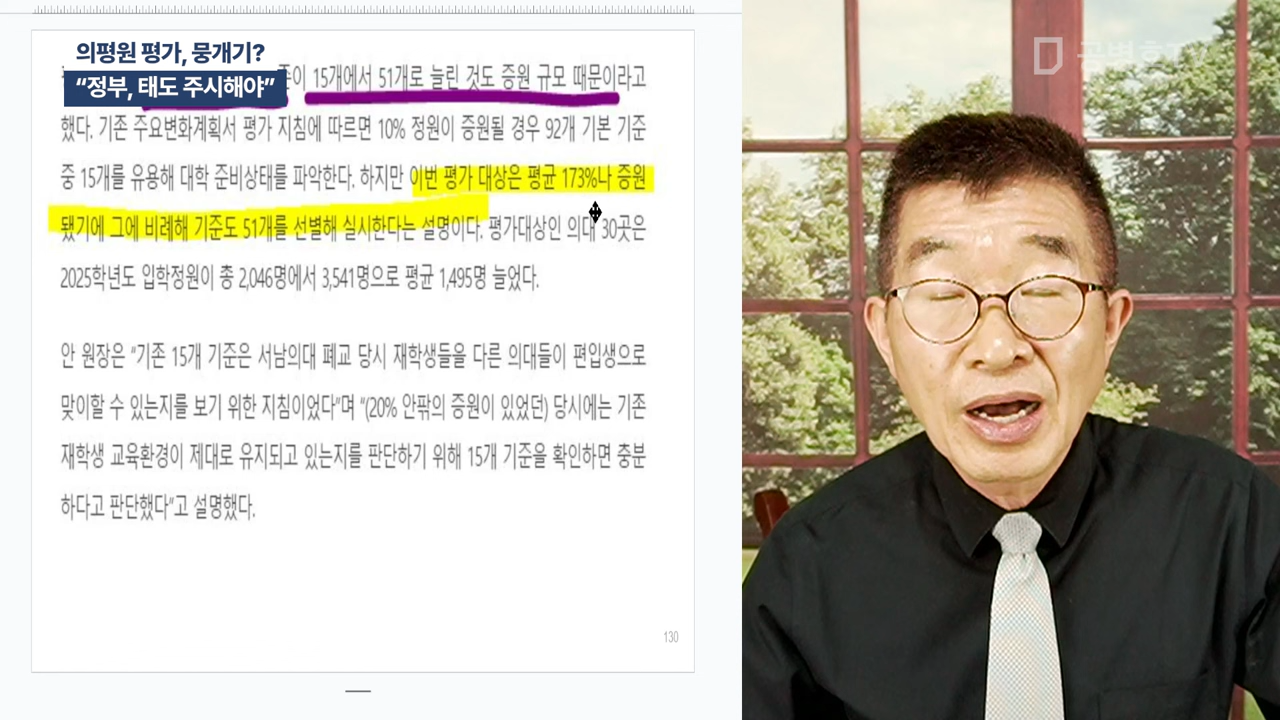 의평원 평가, 뭉개기?
“정부, 태도 주시해야”
이 15개에서 51개로 늘린 것도 증원 규모 때문이라고
했다. 기존 주요변화계획서 평가 지침에 따르면 10% 정원이 증원될 경우 92개 기본 기준
중 15개를 유용해 대학 준비상태를 파악한다. 하지만 이번 평가 대상은 평균 173%나 증원
됐기에 그에 비례해 기준도 51개를 선별해 실시한다는 설명이다. 평가대상인 의대 30곳은
2025학년도 입학정원이 총 2,046명에서 3,541명으로 평균 1,495명 늘었다.
안 원장은 “기존 15개 기준은 서남의대 폐교 당시 재학생들을 다른 의대들이 편입생으로
맞이할 수 있는지를 보기 위한 지침이었다”며 “(20% 안팎의 증원이 있었던) 당시에는 기존
재학생 교육환경이 제대로 유지되고 있는지를 판단하기 위해 15개 기준을 확인하면 충분
하다고 판단했다”고 설명했다.
130